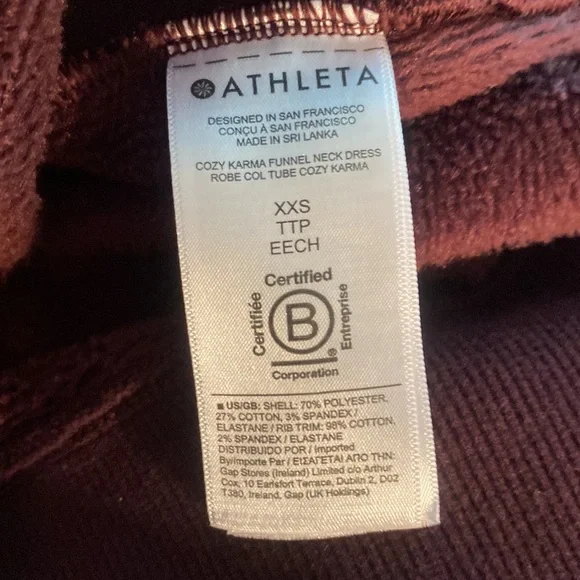 ATHLETA
DESIGNED IN SAN FRANCISCO
CONÇU À SAN FRANCISCO
MADE IN SRI LANKA
COZY KARMA FUNNEL NECK DRESS
ROBE COL TUBE COZY KARMA
XXS
TTP
EECH
Certified
Certifiée
B
Entreprise
®
Corporation
■ US/GB: SHELL: 70% POLYESTER,
27% COTTON, 3% SPANDEX /
ELASTANE / RIB TRIM: 98% COTTON,
2% SPANDEX / ELASTANE
DISTRIBUIDO POR / Imported
By/Importe Par / ΕΙΣΑΓΕΤΑΙ ΑΠΟ ΤΗΝ:
Gap Stores (Ireland) Limited c/o Arthur
Cox, 10 Earlsfort Terrace, Dublin 2, D02
T380, Ireland, Gap (UK Holdings)